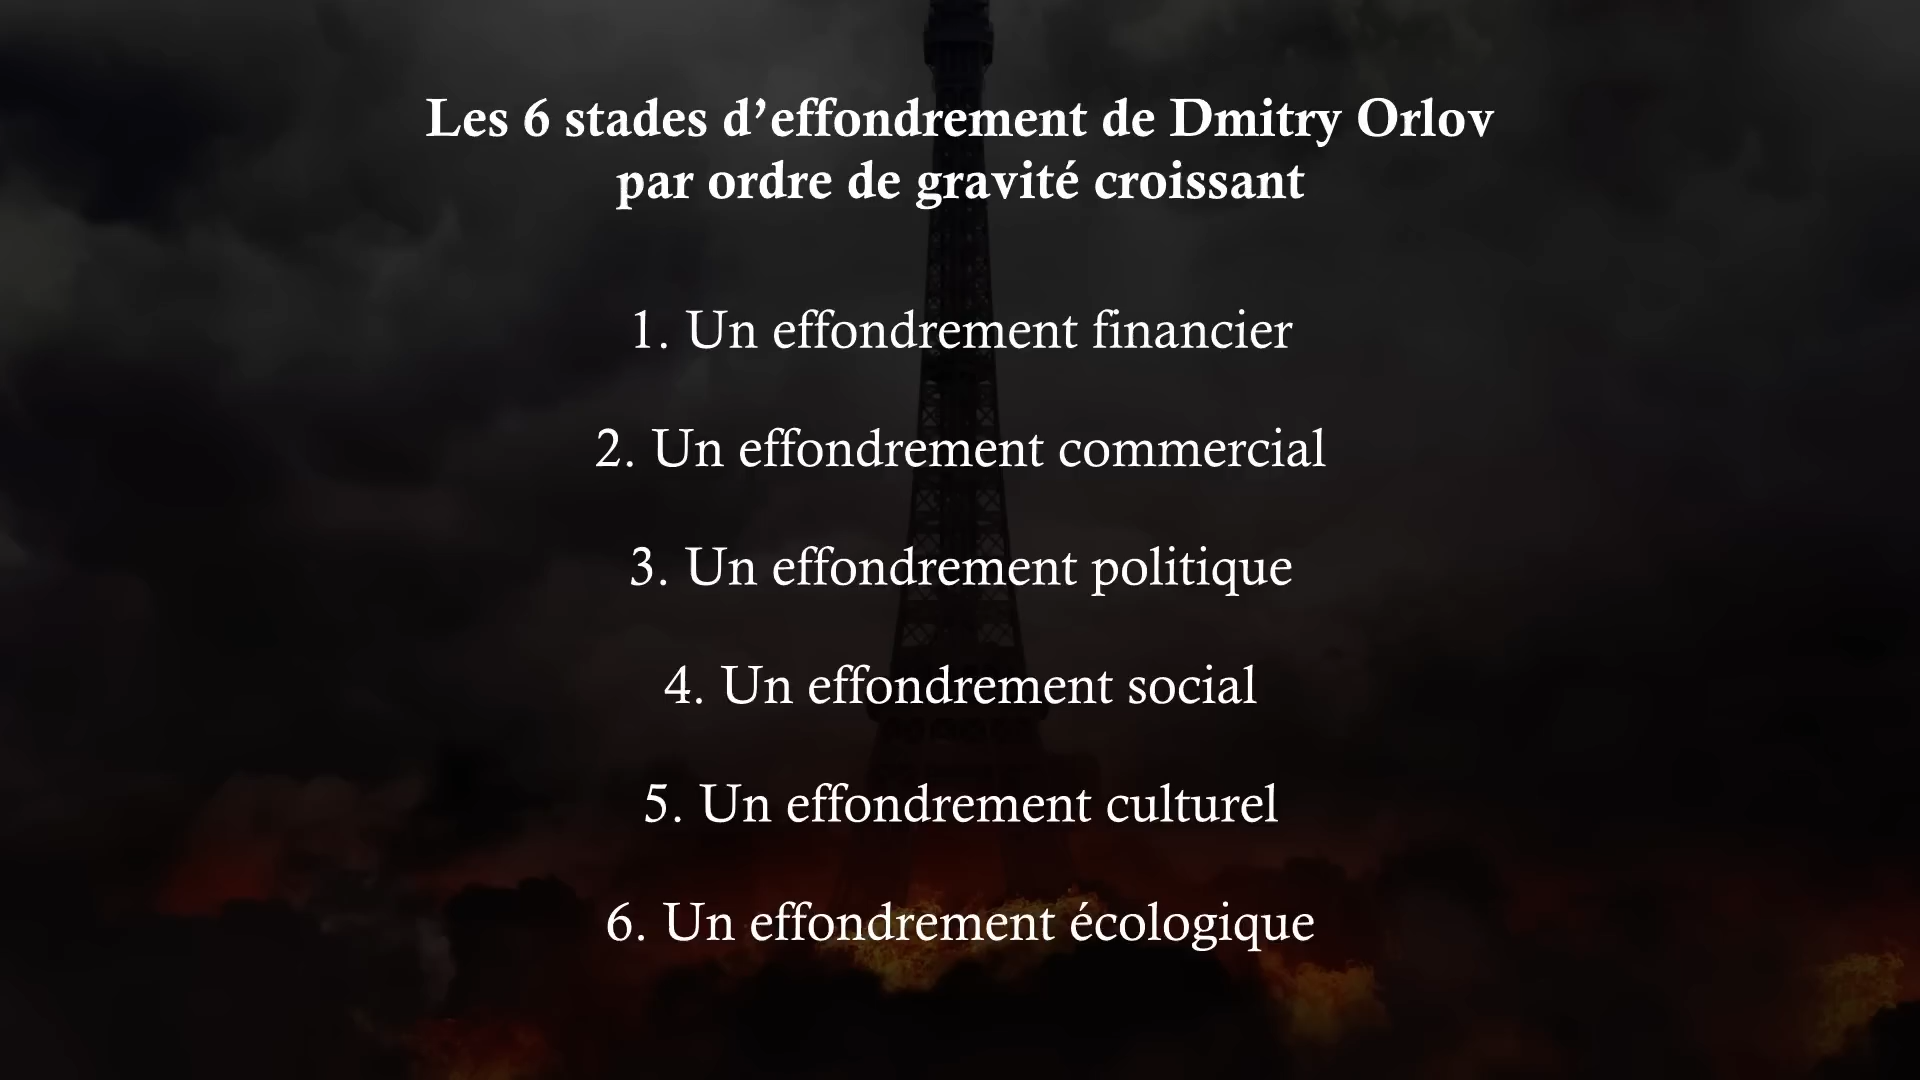 Les 6 stades d’effondrement de Dmitry Orlov
par ordre de gravité croissant
1. Un effondrement financier
2. Un effondrement commercial
3. Un effondrement politique
4. Un effondrement social
5. Un effondrement culturel
6. Un effondrement écologique